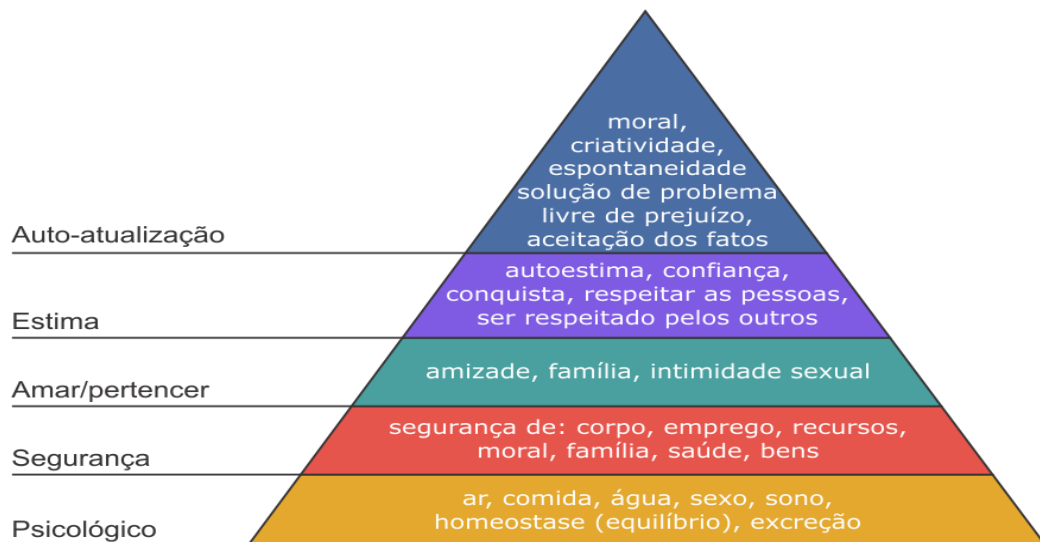 moral,
criatividade,
espontaneidade
solução de problema
livre de prejuízo,
aceitação dos fatos
Auto-atualização
autoestima, confiança,
conquista, respeitar as pessoas,
ser respeitado pelos outros
Estima
amizade, família, intimidade sexual
Amar/pertencer
segurança de: corpo, emprego, recursos,
moral, família, saúde, bens
Segurança
ar, comida, água, sexo, sono,
homeostase (equilíbrio), excreção
Psicológico